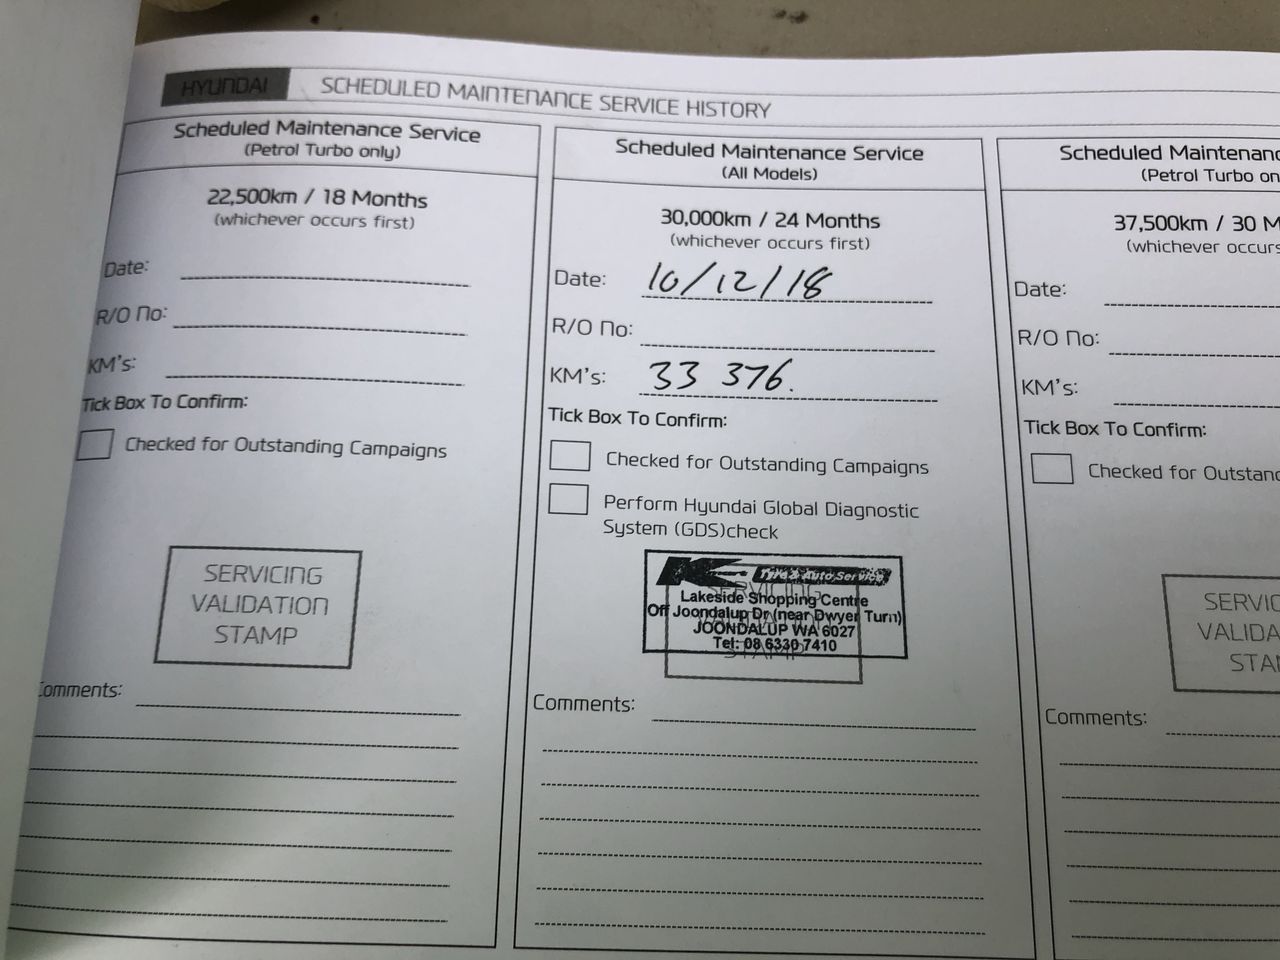 HYUNDAI
SCHEDULED MAINTENANCE SERVICE HISTORY
Scheduled Maintenance Service
(Petrol Turbo only)
22,500km / 18 Months
(whichever occurs first)
Date:
R/O No:
KM's:
Tick Box To Confirm:
Checked for Outstanding Campaigns
SERVICING
VALIDATION
STAMP
Comments:
Scheduled Maintenance Service
(All Models)
30,000km / 24 Months
(whichever occurs first)
Date: 10/12/18
R/O No:
KM's: 33 376.
Tick Box To Confirm:
Checked for Outstanding Campaigns
Perform Hyundai Global Diagnostic
System (GDS)check
Tyre & Auto Service
Lakeside Shopping Centre
Off Joondalup Dr (near Dwyer Turn)
JOONDALUP WA 6027
Tel: 08 6330 7410
SERVICING
VALIDATION
STAMP
Comments:
Scheduled Maintenanc
(Petrol Turbo on
37,500km / 30 M
(whichever occurs
Date:
R/O No:
KM's:
Tick Box To Confirm:
Checked for Outstand
SERVIC
VALIDA
STA
Comments: